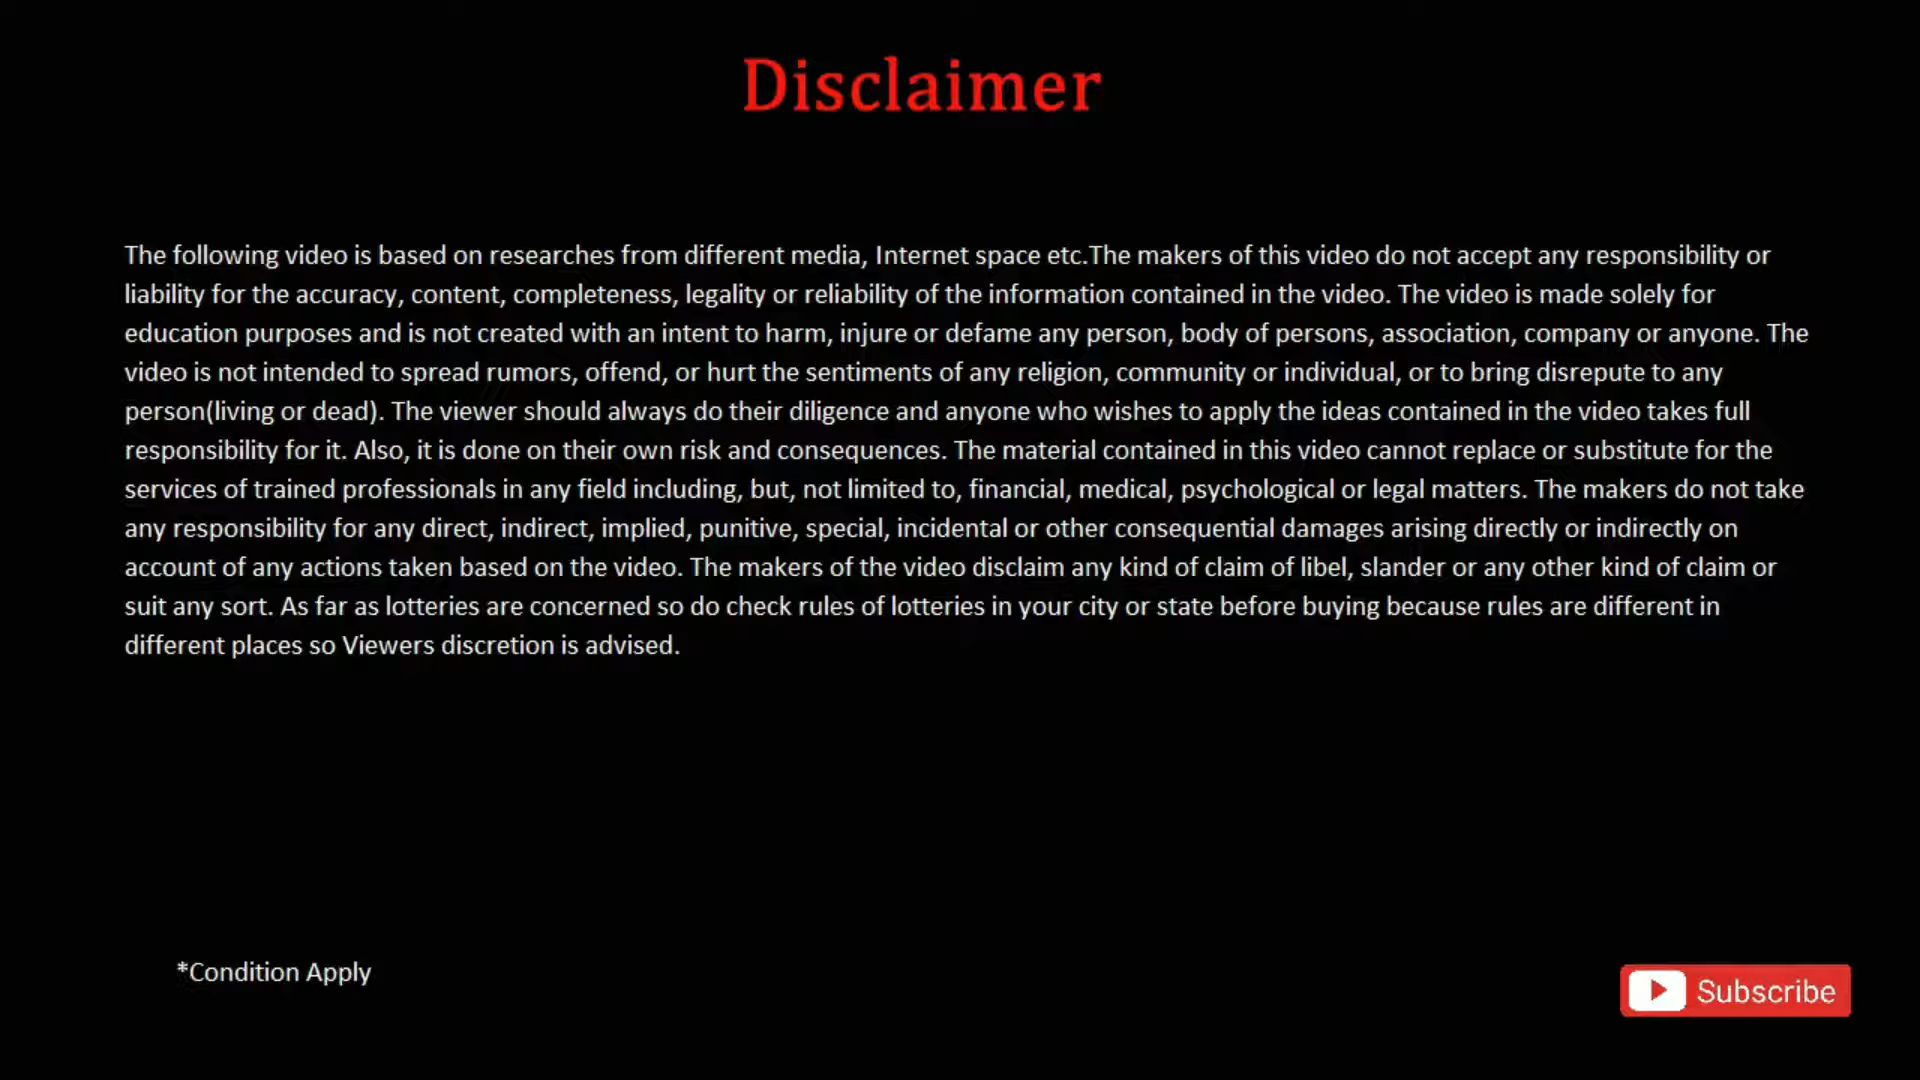 Disclaimer
The following video is based on researches from different media, Internet space etc.The makers of this video do not accept any responsibility or
liability for the accuracy, content, completeness, legality or reliability of the information contained in the video. The video is made solely for
education purposes and is not created with an intent to harm, injure or defame any person, body of persons, association, company or anyone. The
video is not intended to spread rumors, offend, or hurt the sentiments of any religion, community or individual, or to bring disrepute to any
person(living or dead). The viewer should always do their diligence and anyone who wishes to apply the ideas contained in the video takes full
responsibility for it. Also, it is done on their own risk and consequences. The material contained in this video cannot replace or substitute for the
services of trained professionals in any field including, but, not limited to, financial, medical, psychological or legal matters. The makers do not take
any responsibility for any direct, indirect, implied, punitive, special, incidental or other consequential damages arising directly or indirectly on
account of any actions taken based on the video. The makers of the video disclaim any kind of claim of libel, slander or any other kind of claim or
suit any sort. As far as lotteries are concerned so do check rules of lotteries in your city or state before buying because rules are different in
different places so Viewers discretion is advised.
*Condition Apply
Subscribe